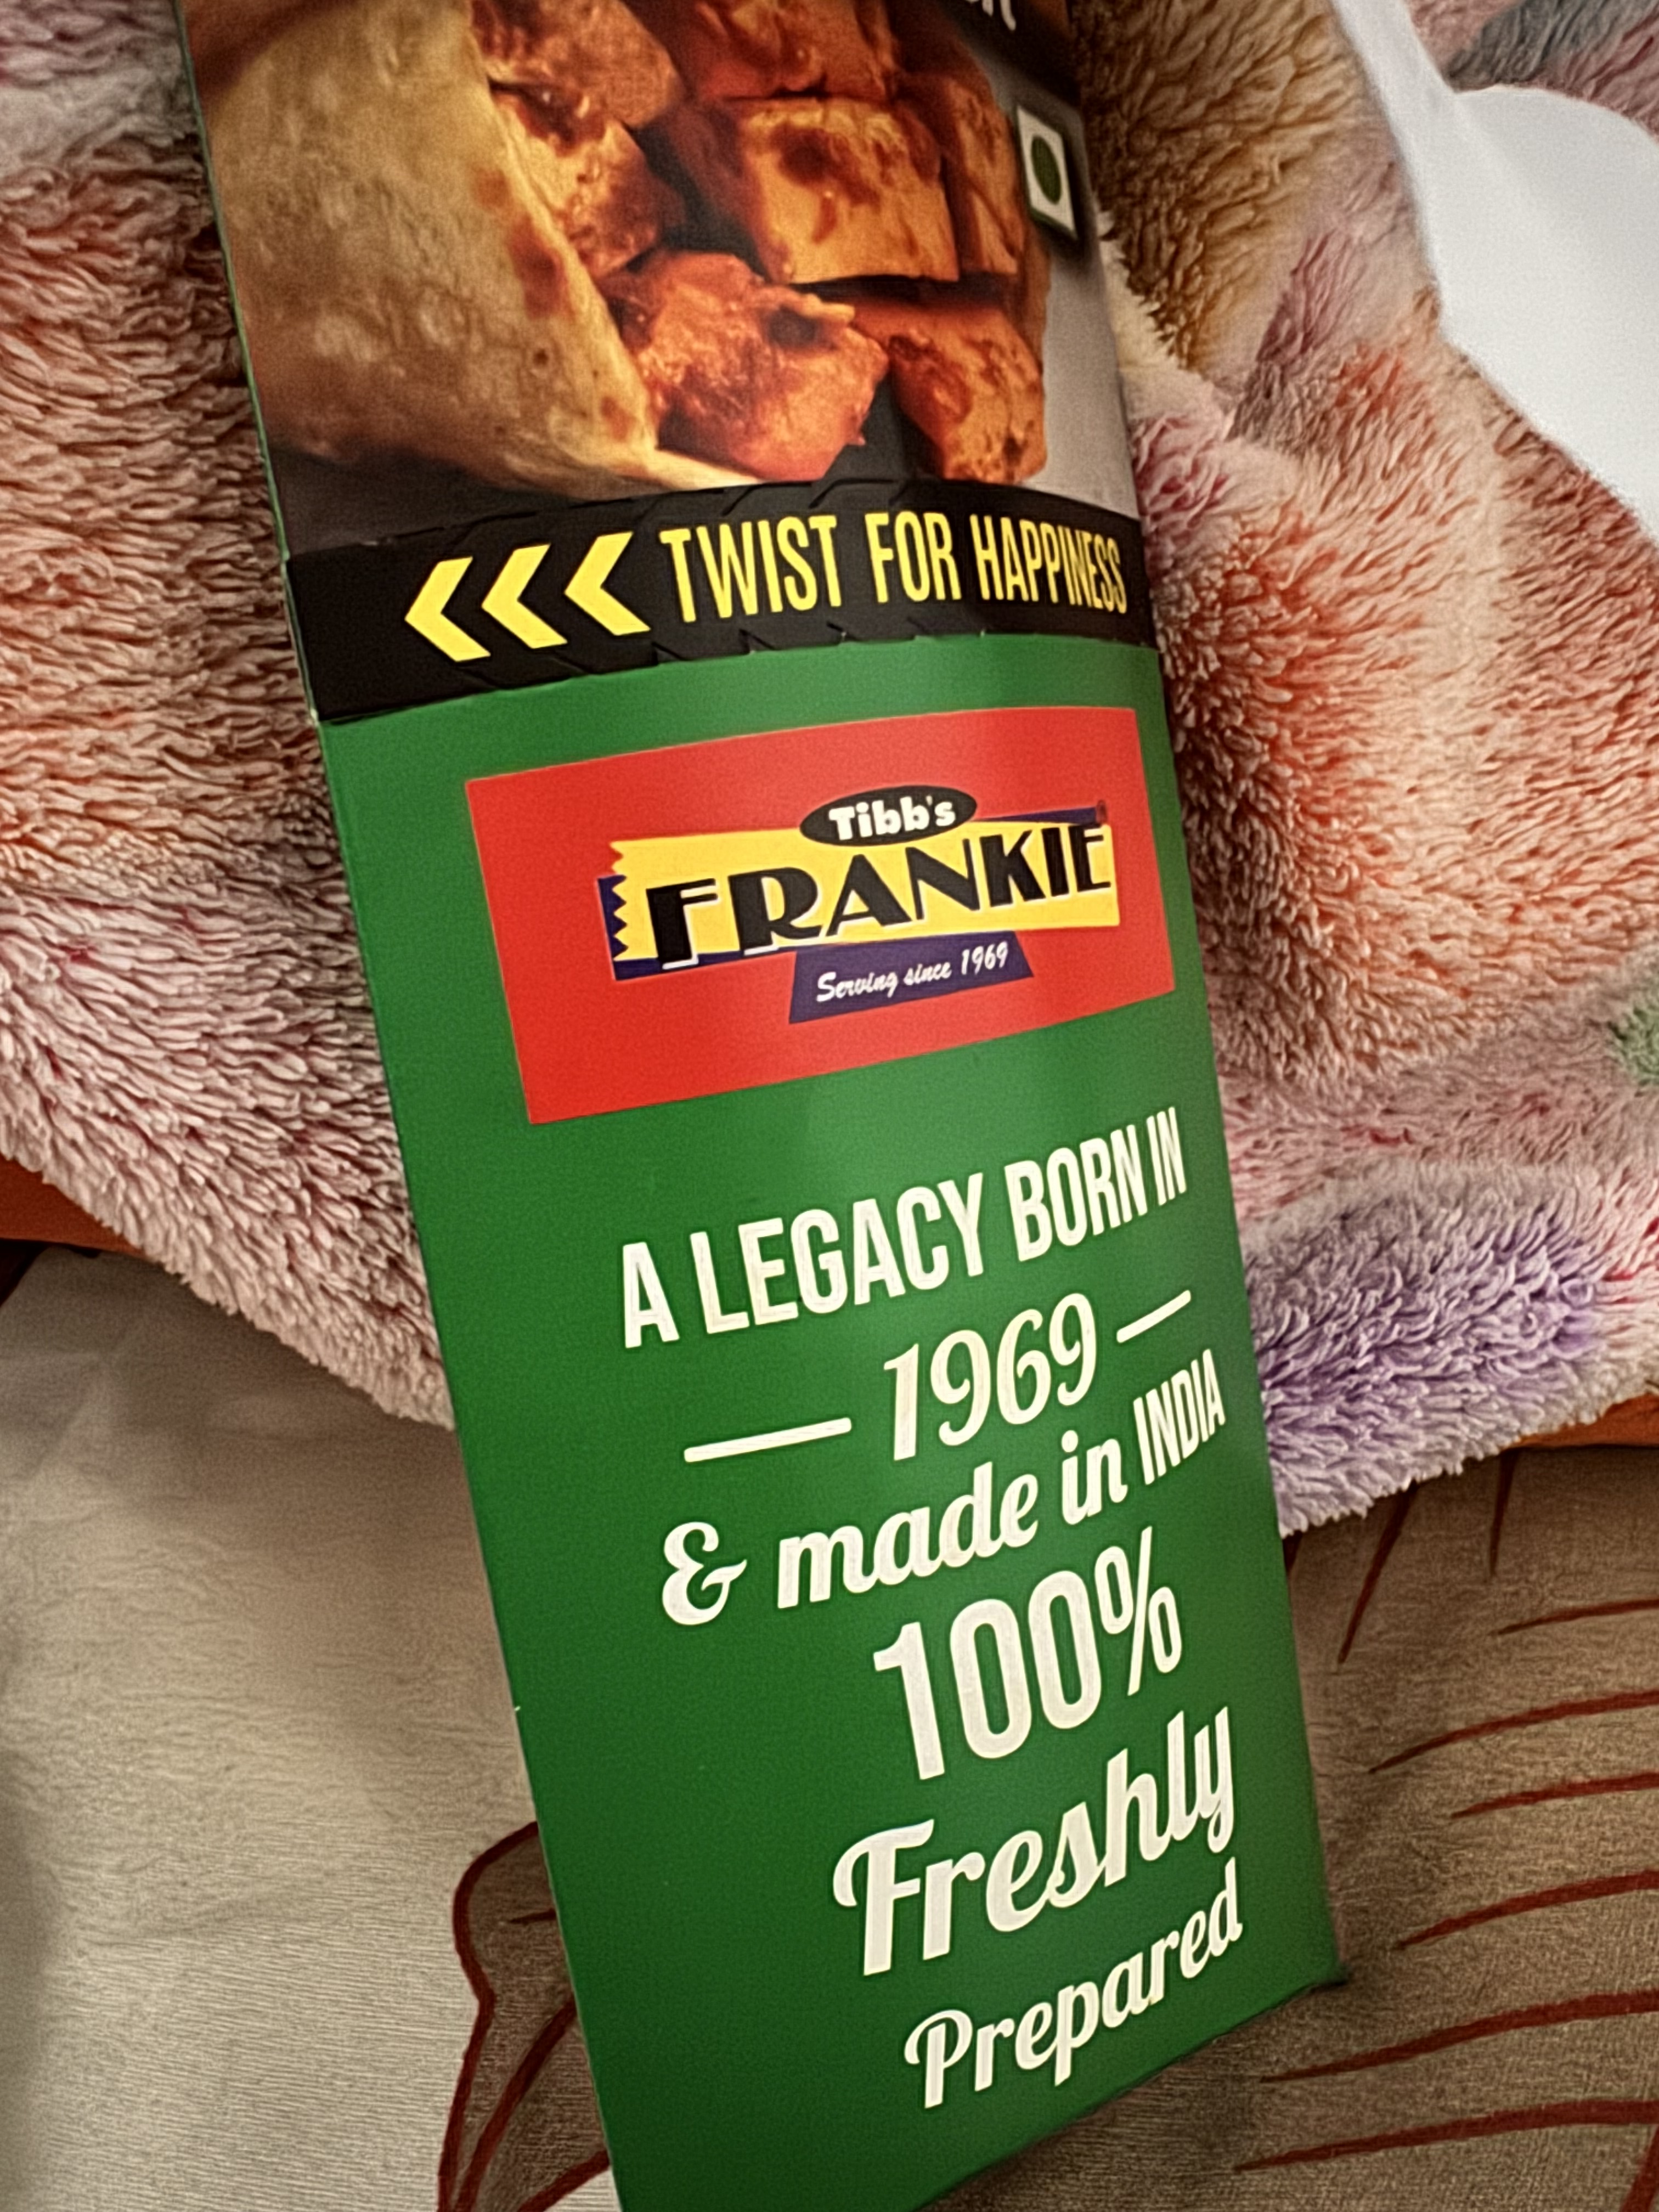 TWIST FOR HAPPINESS
Tibb's
FRANKIE
Serving since 1969
A LEGACY BORN IN
— 1969 —
& made in INDIA
100%
Freshly
Prepared